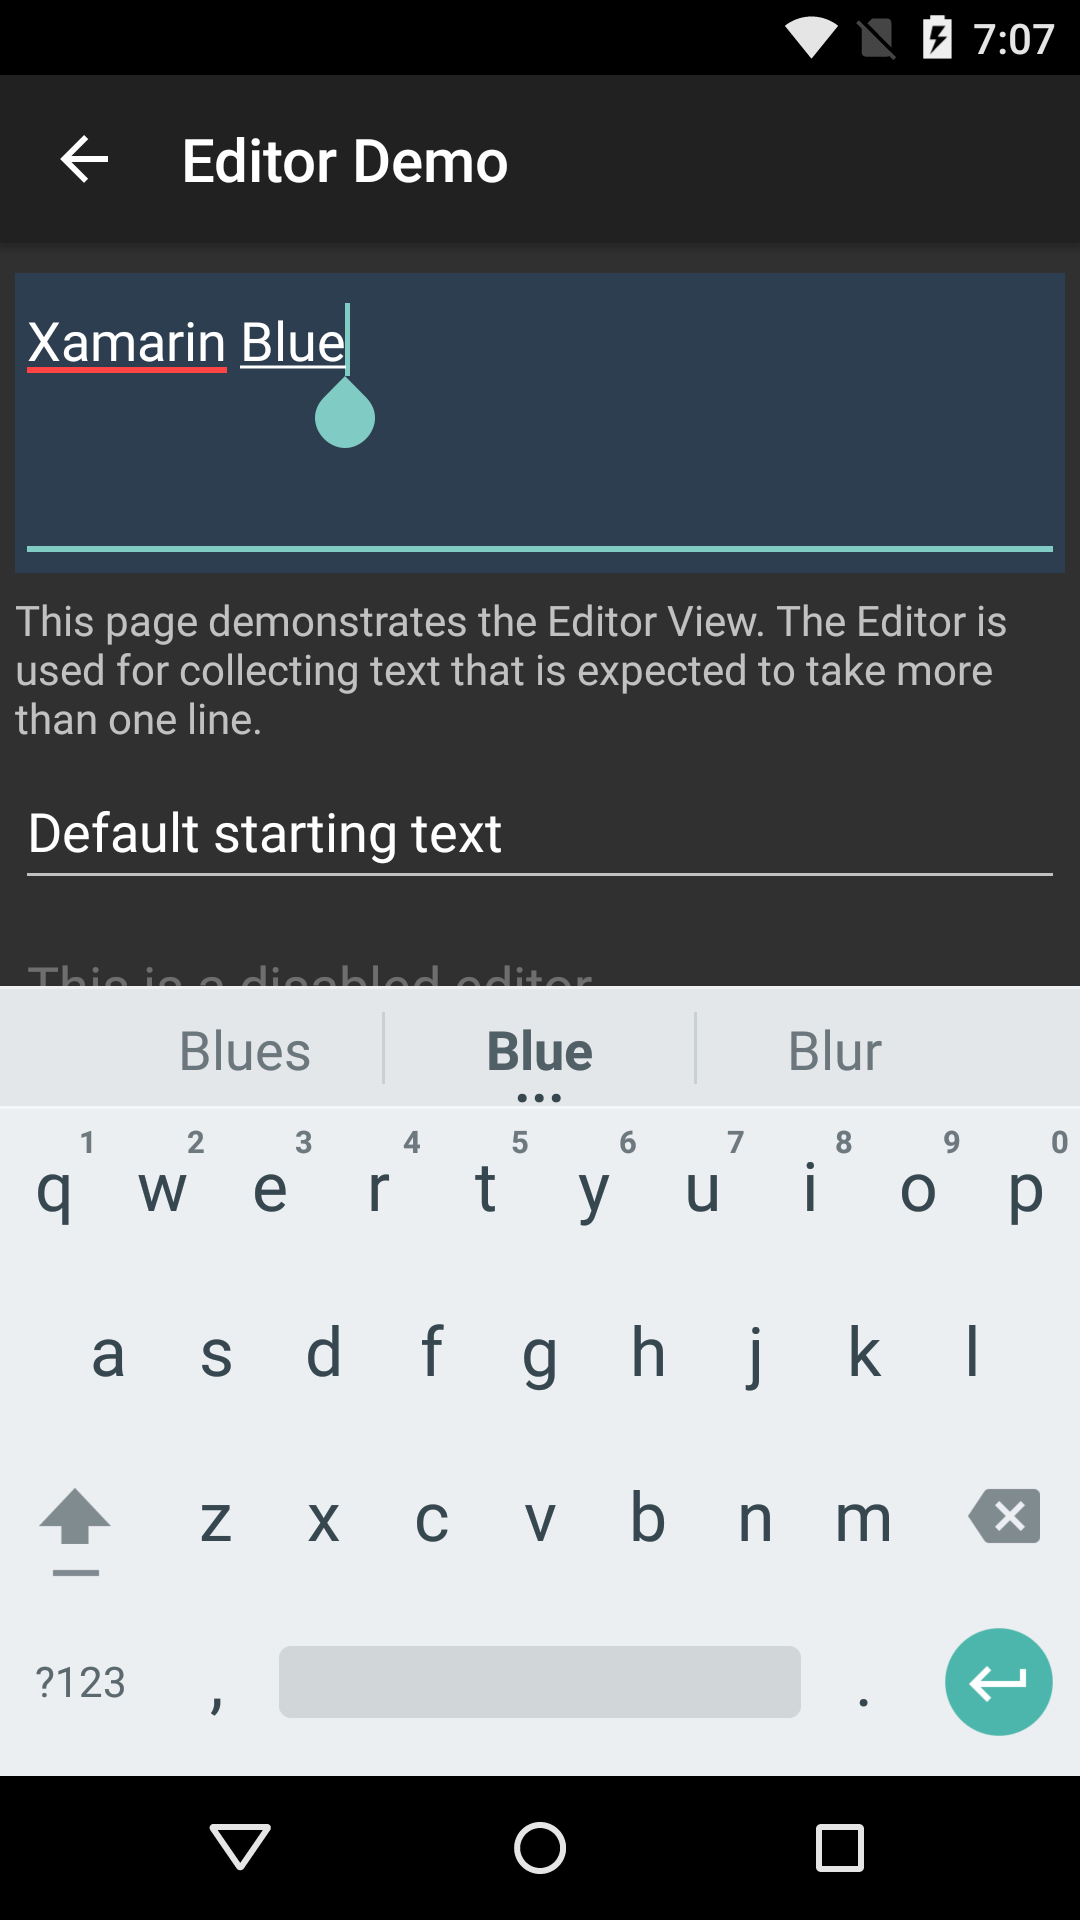 7:07
Editor Demo
Xamarin Blue
This page demonstrates the Editor View. The Editor is
used for collecting text that is expected to take more
than one line.
Default starting text
This is a disabled editor
Blues Blue Blur
1 2 3 4 5 6 7 8 9 0
q w e r t y u i o p
a s d f g h j k l
z x c v b n m
?123 , .